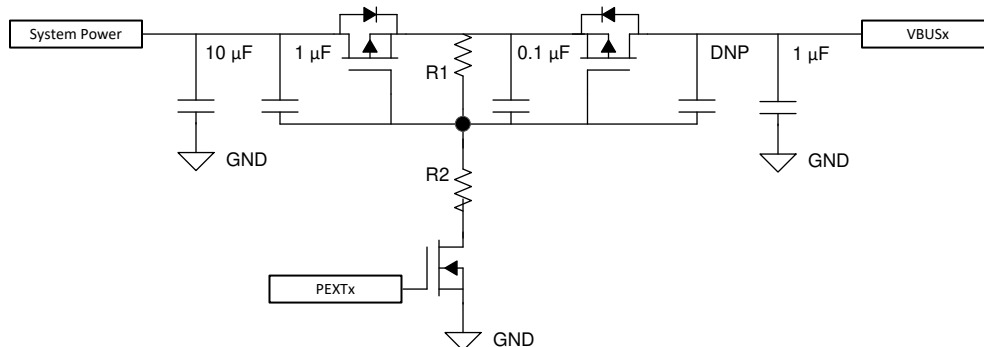 System Power
VBUSx
10 µF
1 µF
R1
0.1 µF
DNP
1 µF
GND
GND
R2
PEXTx
GND